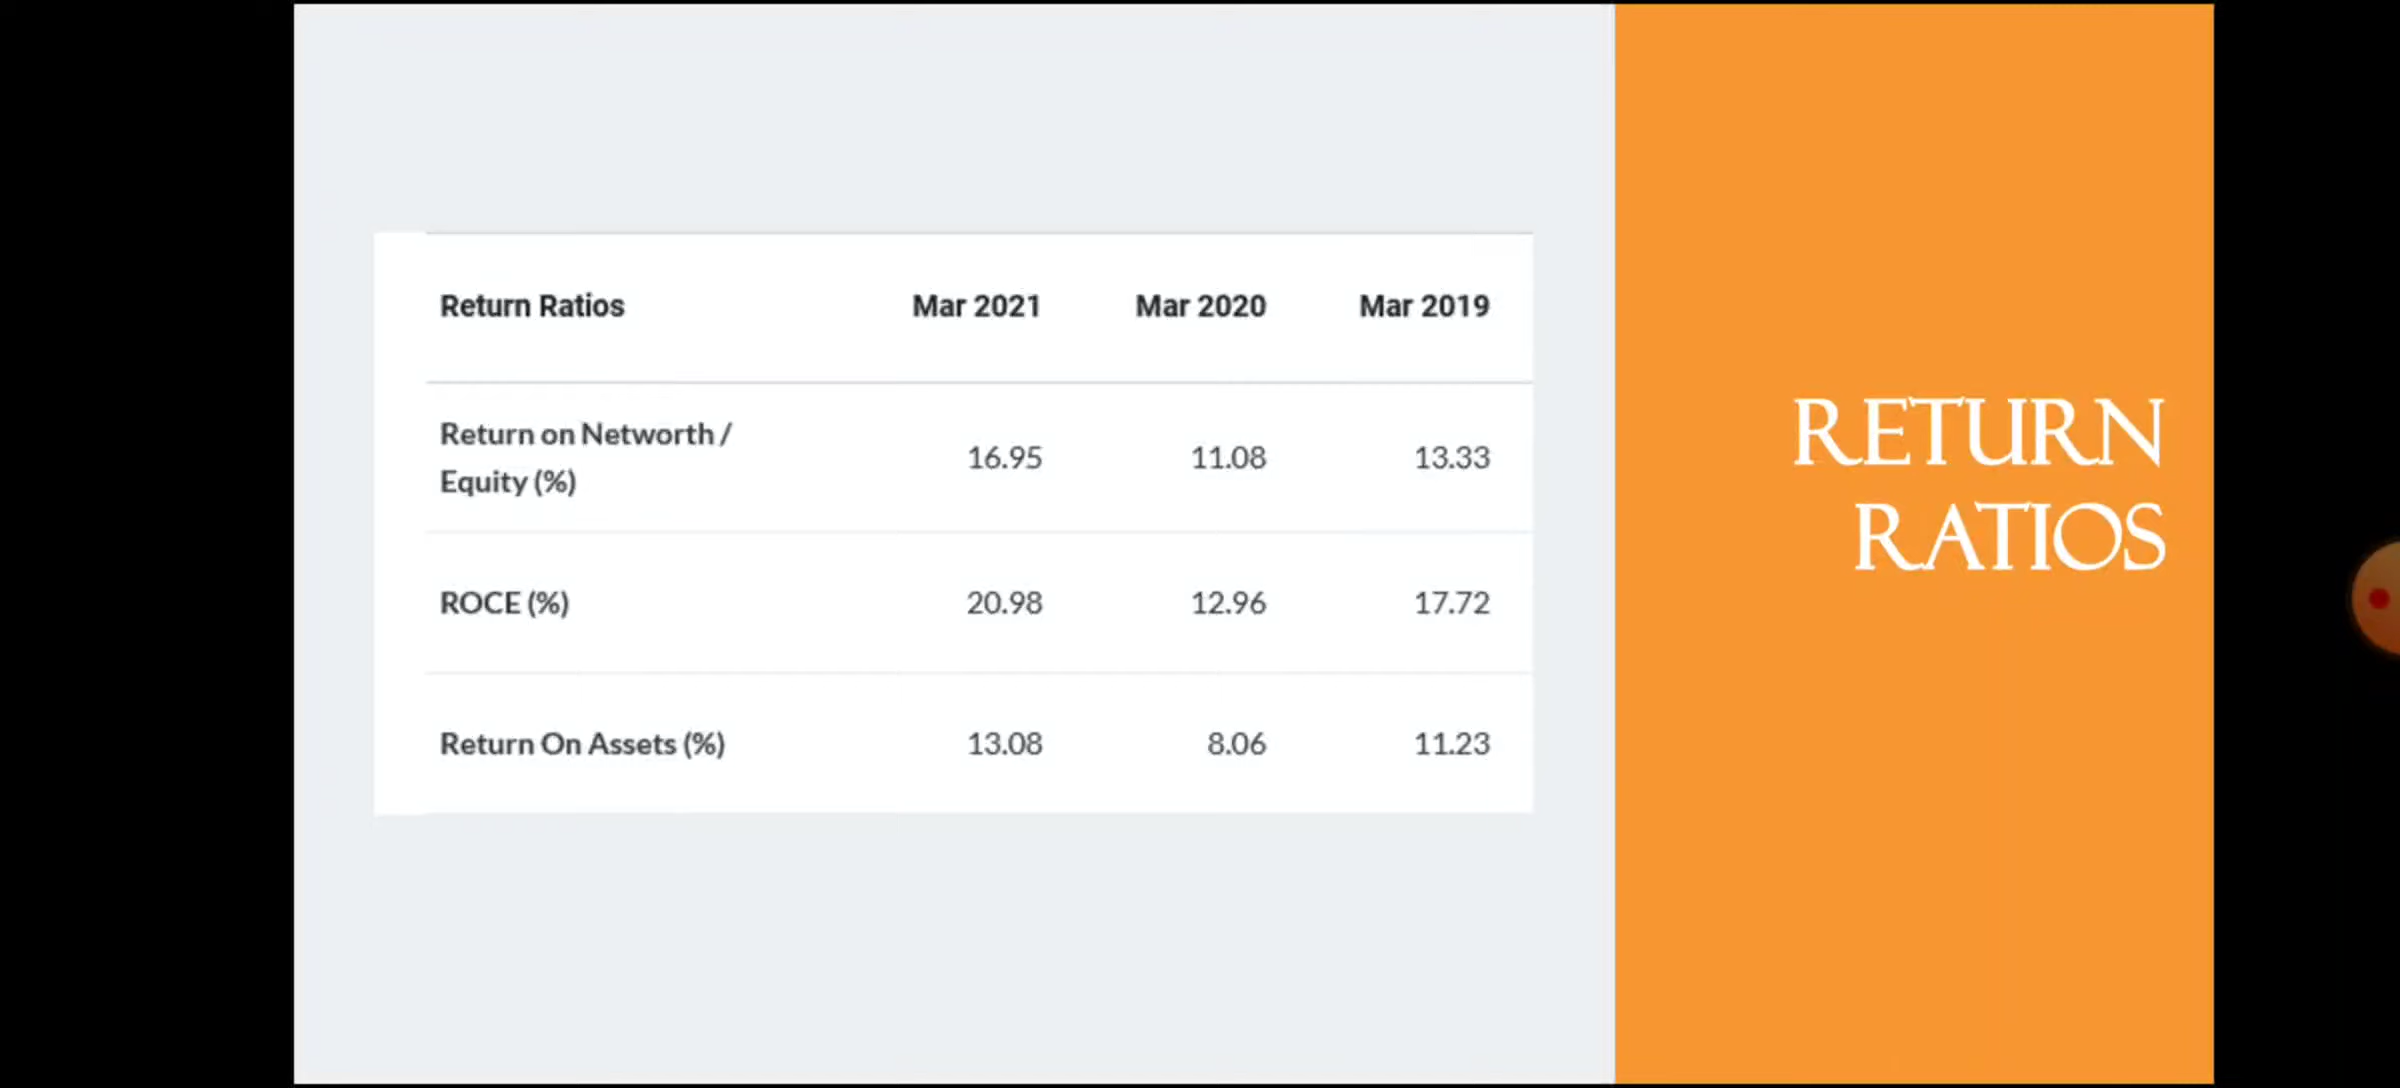 Return Ratios Mar 2021 Mar 2020 Mar 2019
Return on Networth /
Equity (%) 16.95 11.08 13.33
ROCE (%) 20.98 12.96 17.72
Return On Assets (%) 13.08 8.06 11.23
RETURN
RATIOS